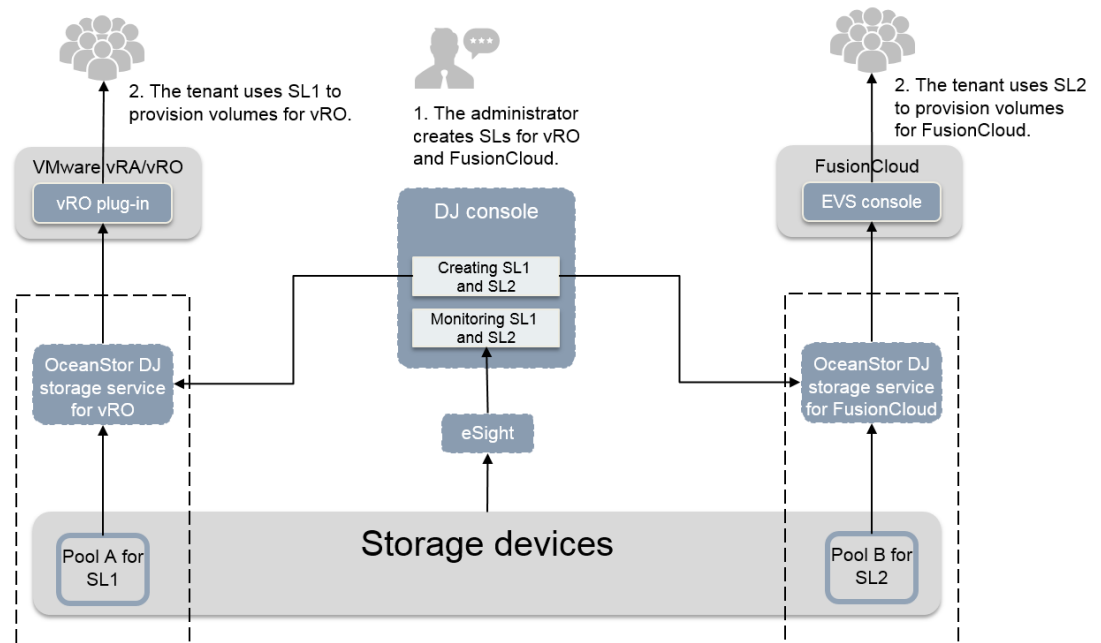 2. The tenant uses SL1 to
provision volumes for vRO.
1. The administrator
creates SLs for vRO
and FusionCloud.
2. The tenant uses SL2
to provision volumes
for FusionCloud.
VMware vRA/vRO
vRO plug-in
DJ console
Creating SL1
and SL2
Monitoring SL1
and SL2
FusionCloud
EVS console
OceanStor DJ
storage service
for vRO
eSight
OceanStor DJ
storage service
for FusionCloud
Pool A for
SL1
Storage devices
Pool B for
SL2